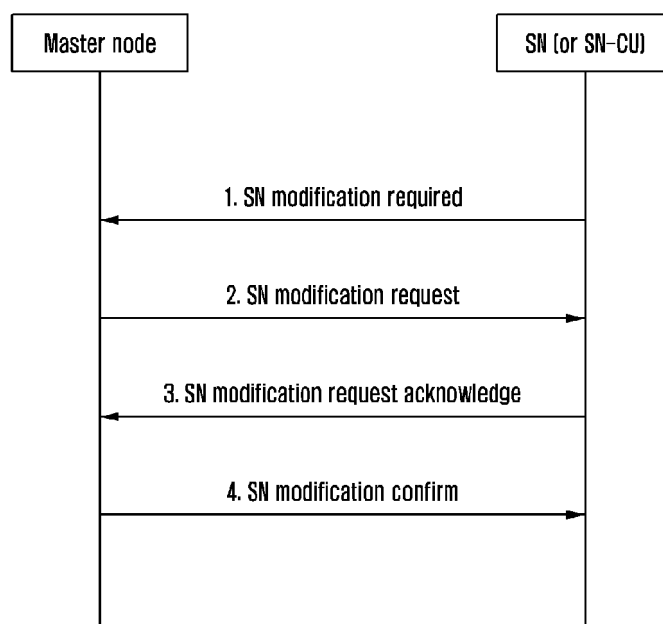 Master node
SN (or SN-CU)
1. SN modification required
2. SN modification request
3. SN modification request acknowledge
4. SN modification confirm